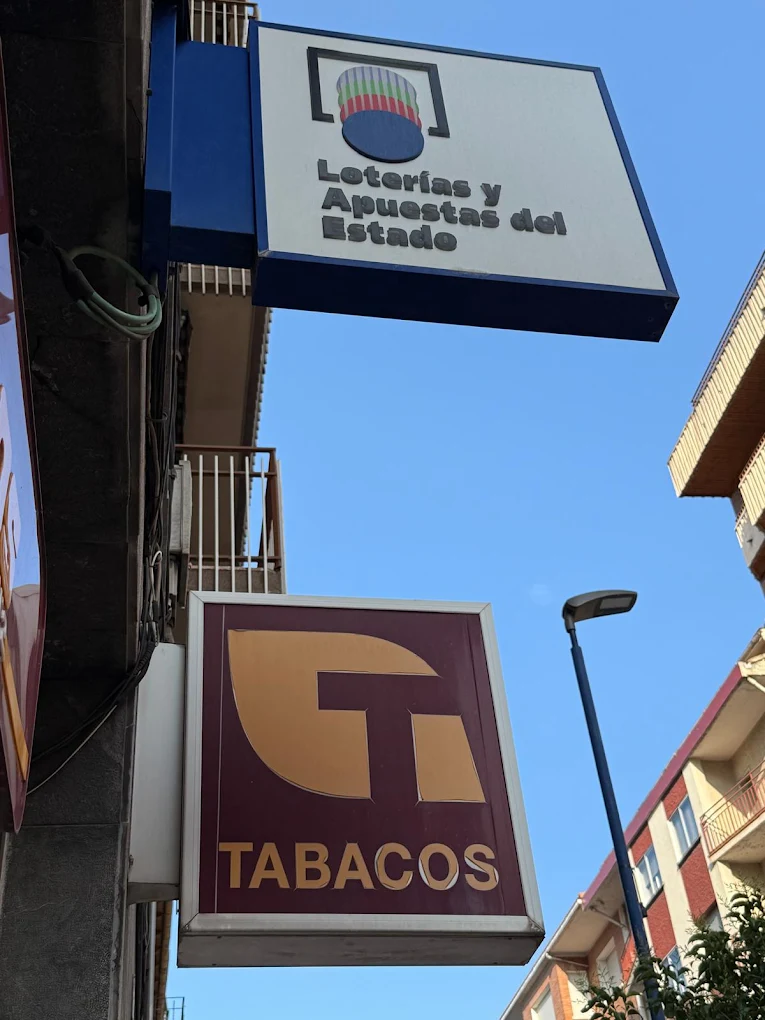 Loterías y
Apuestas del
Estado
T
TABACOS